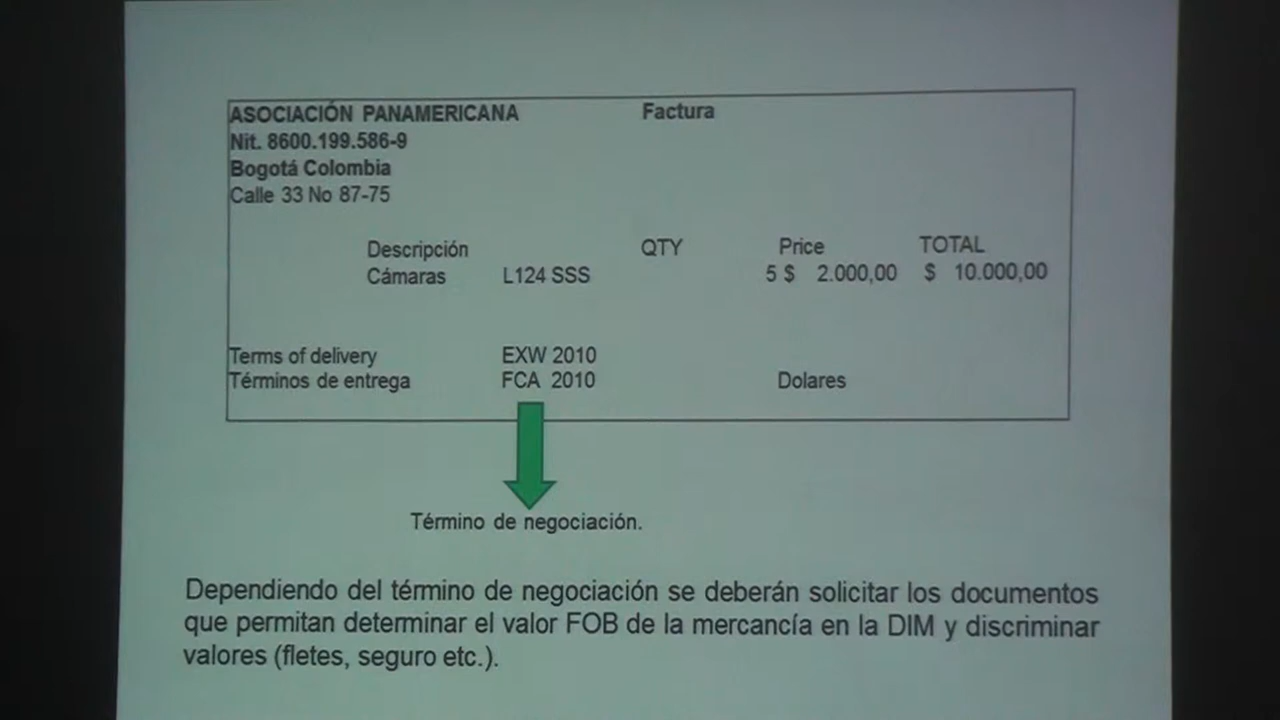 ASOCIACIÓN PANAMERICANA Factura
Nit. 8600.199.586-9
Bogotá Colombia
Calle 33 No 87-75
Descripción QTY Price TOTAL
Cámaras L124 SSS 5 $ 2.000,00 $ 10.000,00
Terms of delivery EXW 2010
Términos de entrega FCA 2010 Dolares
Término de negociación.
Dependiendo del término de negociación se deberán solicitar los documentos
que permitan determinar el valor FOB de la mercancía en la DIM y discriminar
valores (fletes, seguro etc.).